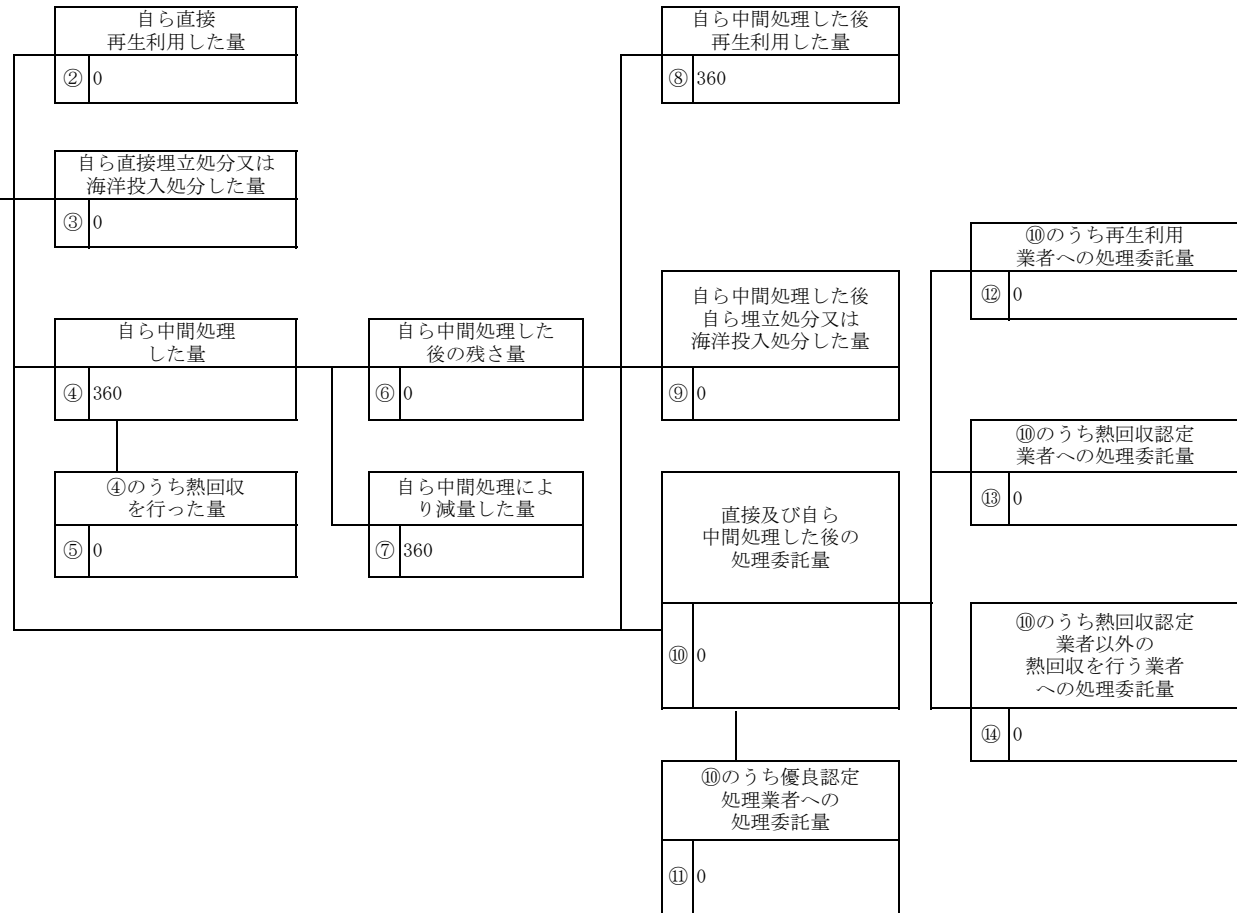 自ら直接
再生利用した量
② 0
自ら直接埋立処分又は
海洋投入処分した量
③ 0
自ら中間処理
した量
④ 360
④のうち熱回収
を行った量
⑤ 0
自ら中間処理した
後の残さ量
⑥ 0
自ら中間処理によ
り減量した量
⑦ 360
自ら中間処理した後
再生利用した量
⑧ 360
自ら中間処理した後
自ら埋立処分又は
海洋投入処分した量
⑨ 0
直接及び自ら
中間処理した後の
処理委託量
⑩ 0
⑩のうち優良認定
処理業者への
処理委託量
⑪ 0
⑩のうち再生利用
業者への処理委託量
⑫ 0
⑩のうち熱回収認定
業者への処理委託量
⑬ 0
⑩のうち熱回収認定
業者以外の
熱回収を行う業者
への処理委託量
⑭ 0